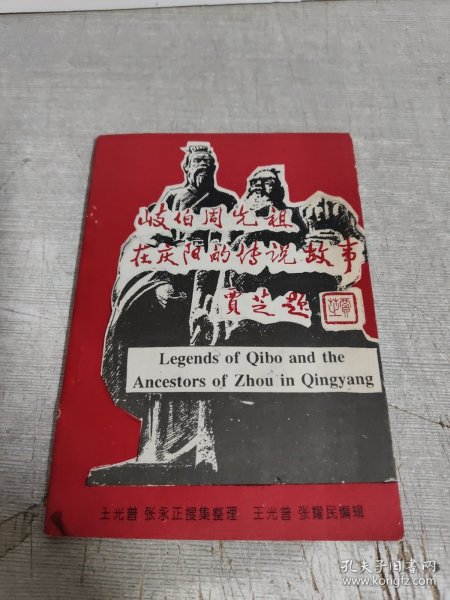 岐伯周先祖
在庆阳的传说故事
贾芝题
贾芝
Legends of Qibo and the
Ancestors of Zhou in Qingyang
王光普 张永正搜集整理 王光普 张耀民编辑
孔夫子旧书网
www.kongfz.com